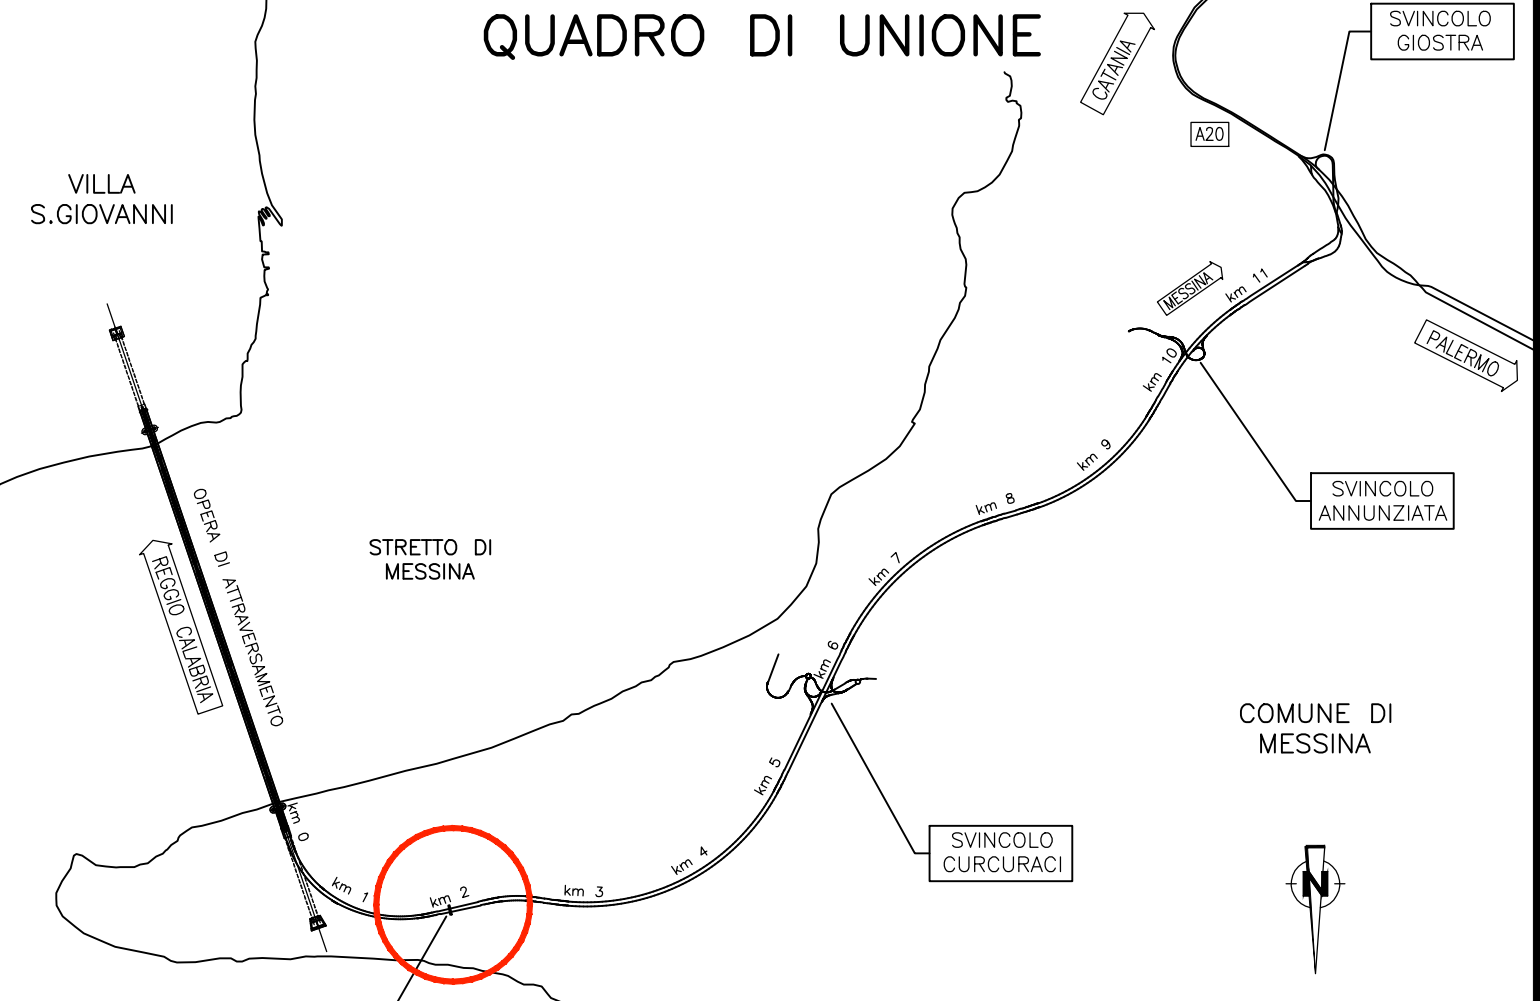 QUADRO DI UNIONE
SVINCOLO
GIOSTRA
CATANIA
A20
VILLA
S.GIOVANNI
MESSINA
km 11
PALERMO
km 10
km 9
SVINCOLO
ANNUNZIATA
km 8
OPERA DI ATTRAVERSAMENTO
REGGIO CALABRIA
STRETTO DI
MESSINA
km 7
km 6
COMUNE DI
MESSINA
km 5
km 0
SVINCOLO
CURCURACI
km 4
km 1
km 2
km 3
N